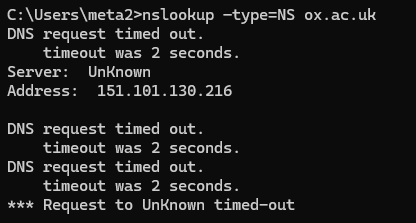 C:\Users\meta2>nslookup -type=NS ox.ac.uk
DNS request timed out.
    timeout was 2 seconds.
Server:  UnKnown
Address:  151.101.130.216

DNS request timed out.
    timeout was 2 seconds.
DNS request timed out.
    timeout was 2 seconds.
*** Request to UnKnown timed-out